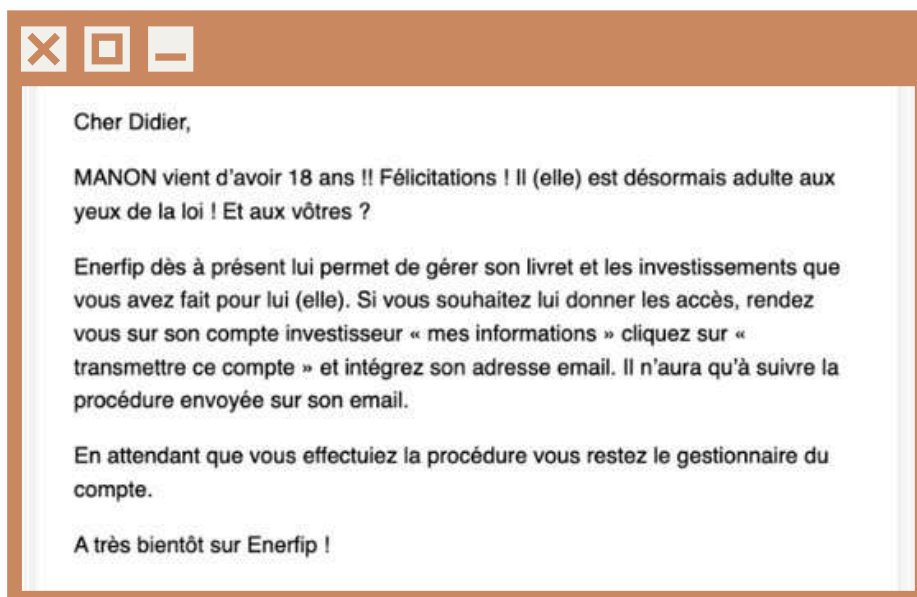 Cher Didier,
MANON vient d'avoir 18 ans !! Félicitations ! Il (elle) est désormais adulte aux
yeux de la loi ! Et aux vôtres ?
Enerfip dès à présent lui permet de gérer son livret et les investissements que
vous avez fait pour lui (elle). Si vous souhaitez lui donner les accès, rendez
vous sur son compte investisseur « mes informations » cliquez sur «
transmettre ce compte » et intégrez son adresse email. Il n'aura qu'à suivre la
procédure envoyée sur son email.
En attendant que vous effectuiez la procédure vous restez le gestionnaire du
compte.
A très bientôt sur Enerfip !